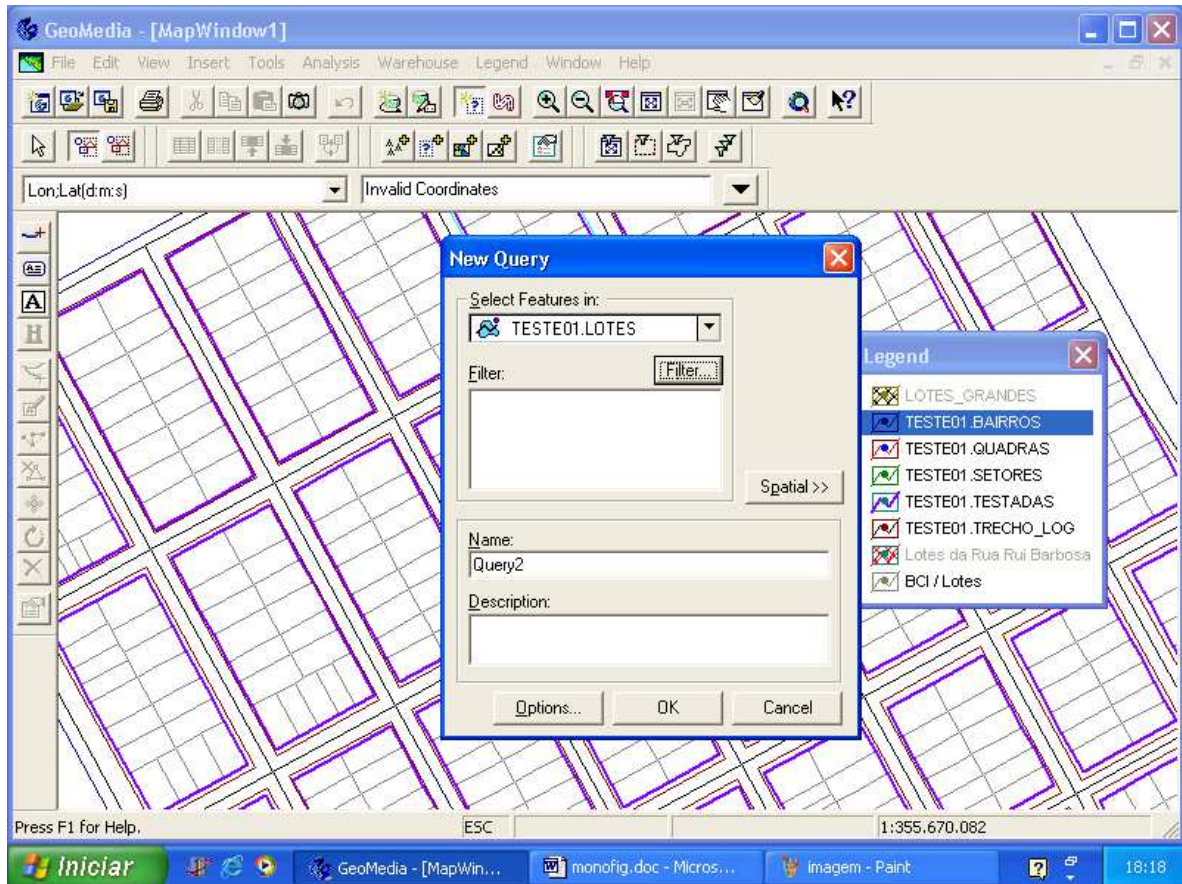 GeoMedia - [MapWindow1]
File Edit View Insert Tools Analysis Warehouse Legend Window Help
Lon;Lat(d:m:s) Invalid Coordinates
New Query
Select Features in:
TESTE01.LOTES
Filter: Filter...
Spatial >>
Name:
Query2
Description:
Options... OK Cancel
Legend
LOTES_GRANDES
TESTE01.BAIRROS
TESTE01.QUADRAS
TESTE01.SETORES
TESTE01.TESTADAS
TESTE01.TRECHO_LOG
Lotes da Rua Rui Barbosa
BCI / Lotes
A
H
Press F1 for Help. ESC 1:355.670.082
Iniciar GeoMedia - [MapWin... monofig.doc - Micros... imagem - Paint 18:18